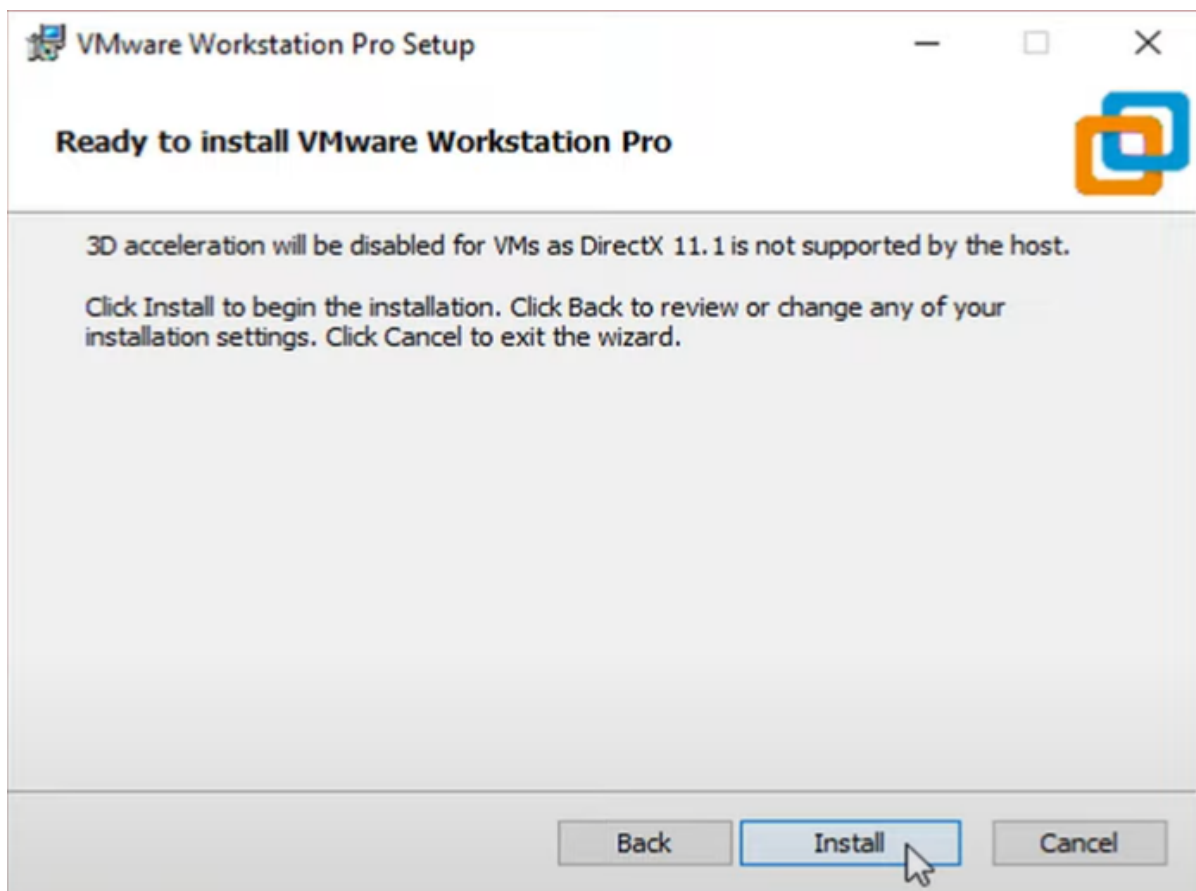 VMware Workstation Pro Setup
Ready to install VMware Workstation Pro
3D acceleration will be disabled for VMs as DirectX 11.1 is not supported by the host.
Click Install to begin the installation. Click Back to review or change any of your
installation settings. Click Cancel to exit the wizard.
Back Install Cancel